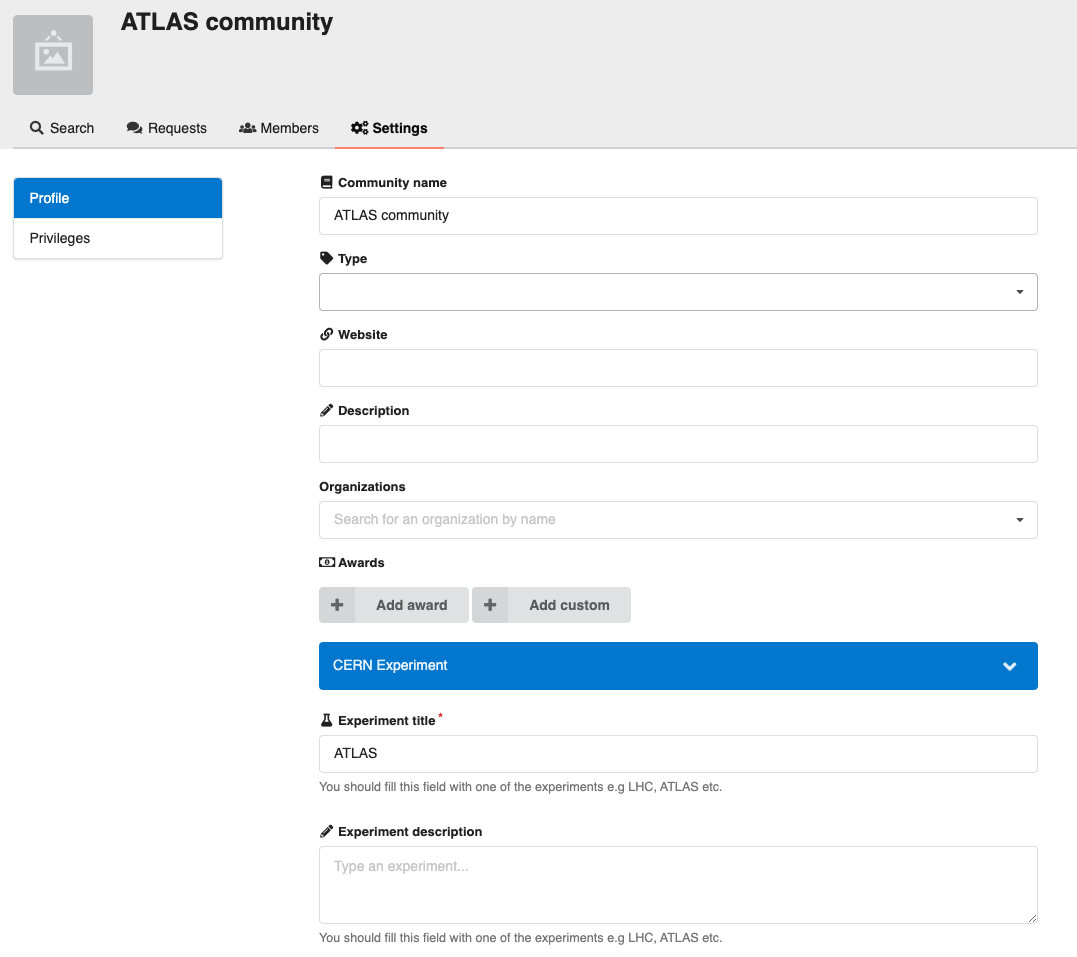 ATLAS community
Search Requests Members Settings
Profile
Privileges
Community name
ATLAS community
Type
Website
Description
Organizations
Search for an organization by name
Awards
Add award Add custom
CERN Experiment
Experiment title*
ATLAS
You should fill this field with one of the experiments e.g LHC, ATLAS etc.
Experiment description
Type an experiment...
You should fill this field with one of the experiments e.g LHC, ATLAS etc.